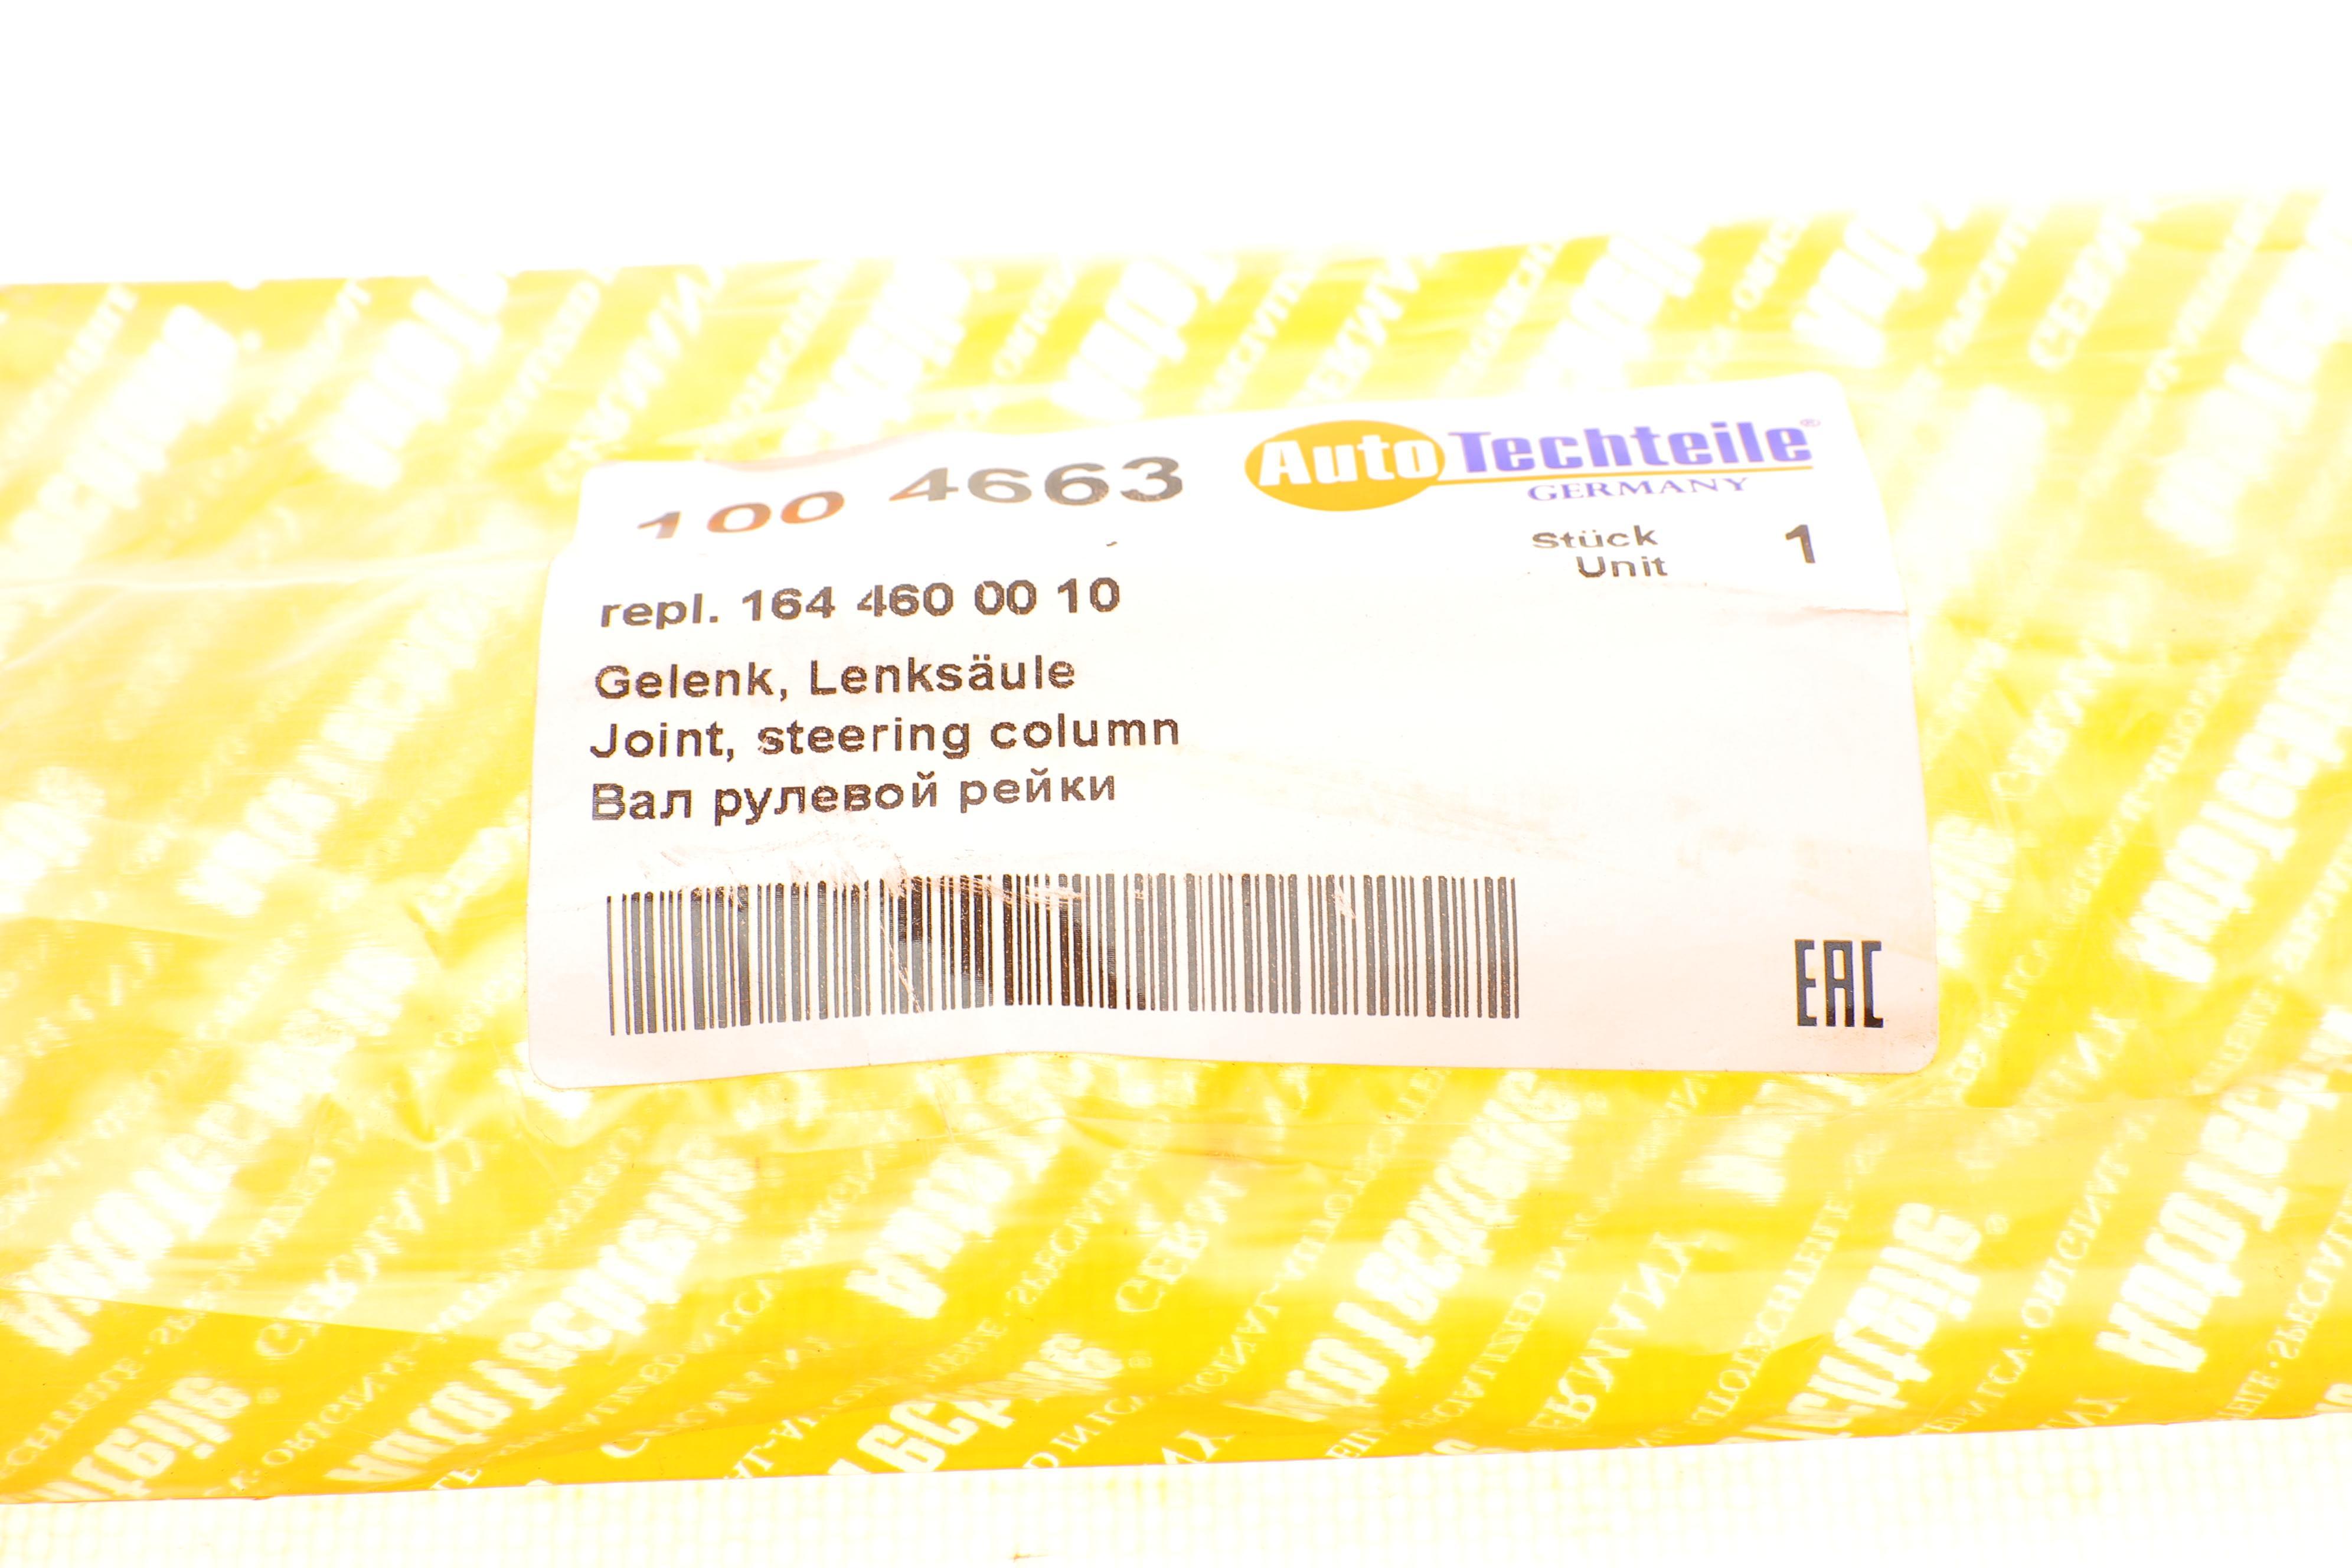 100 4663
AutoTechteile®
GERMANY
Stück
Unit 1
repl. 164 460 00 10
Gelenk, Lenksäule
Joint, steering column
Вал рулевой рейки
EAC